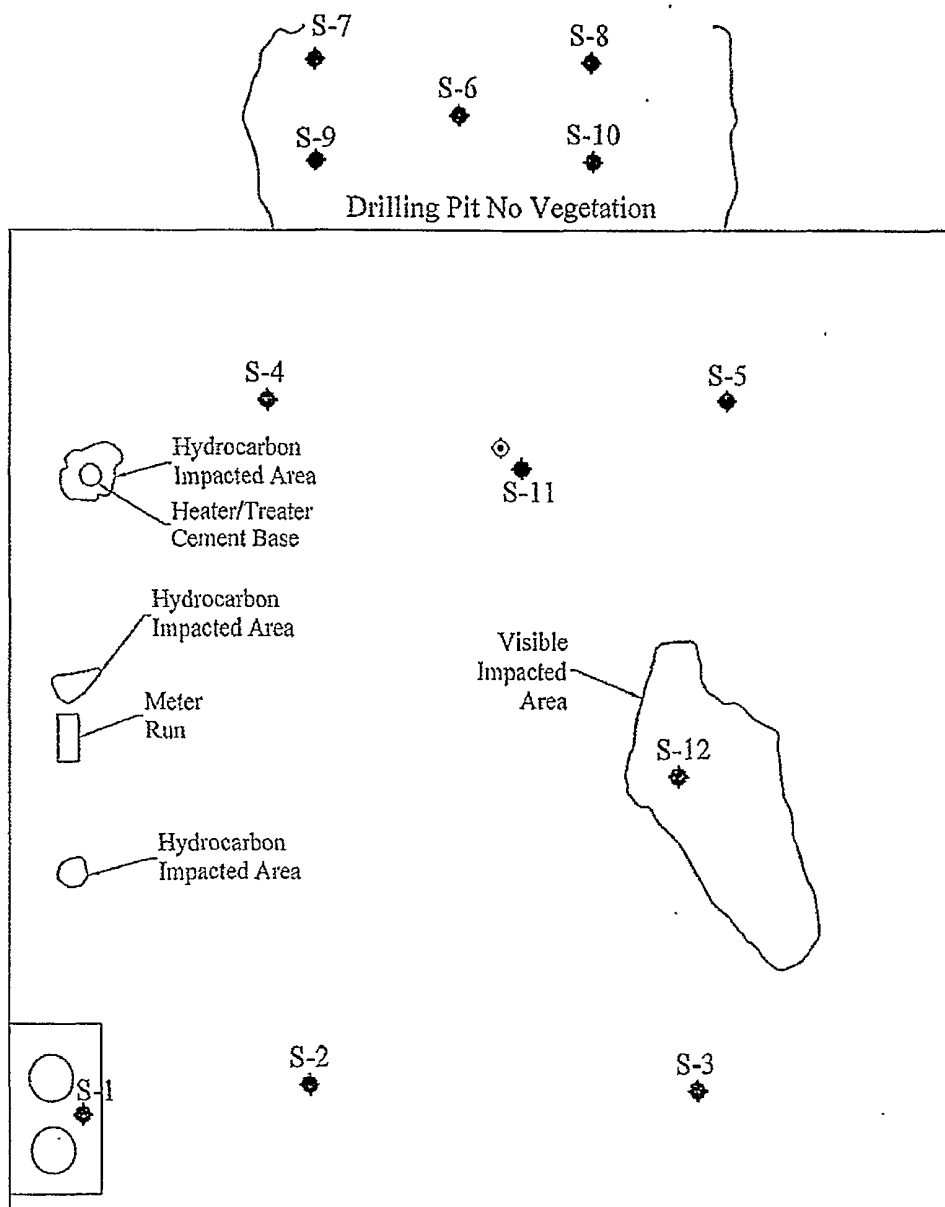 S-7
S-8
S-6
S-9
S-10
Drilling Pit No Vegetation
S-4
S-5
Hydrocarbon
Impacted Area
S-11
Heater/Treater
Cement Base
Hydrocarbon
Impacted Area
Visible
Impacted
Area
Meter
Run
S-12
Hydrocarbon
Impacted Area
S-2
S-3
S-1